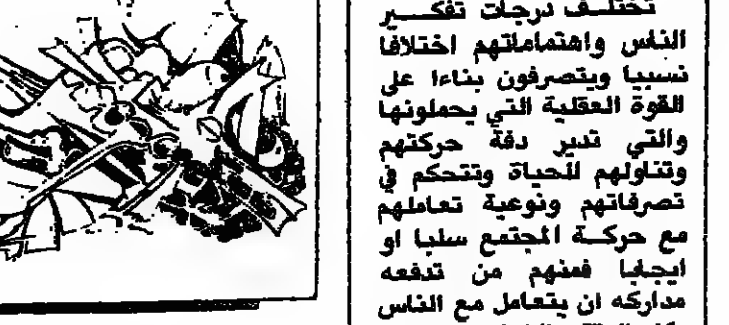 تختلف درجات تفكير
الناس واهتماماتهم اختلافا
نسبيا ويتصرفون بناءا على
القوة العقلية التي يحملونها
والتي تدير دفة حركتهم
وتناولهم للحياة وتتحكم في
تصرفاتهم ونوعية تعاملهم
مع حركة المجتمع سلبا او
ايجابا فمنهم من تدفعه
مداركه ان يتعامل مع الناس